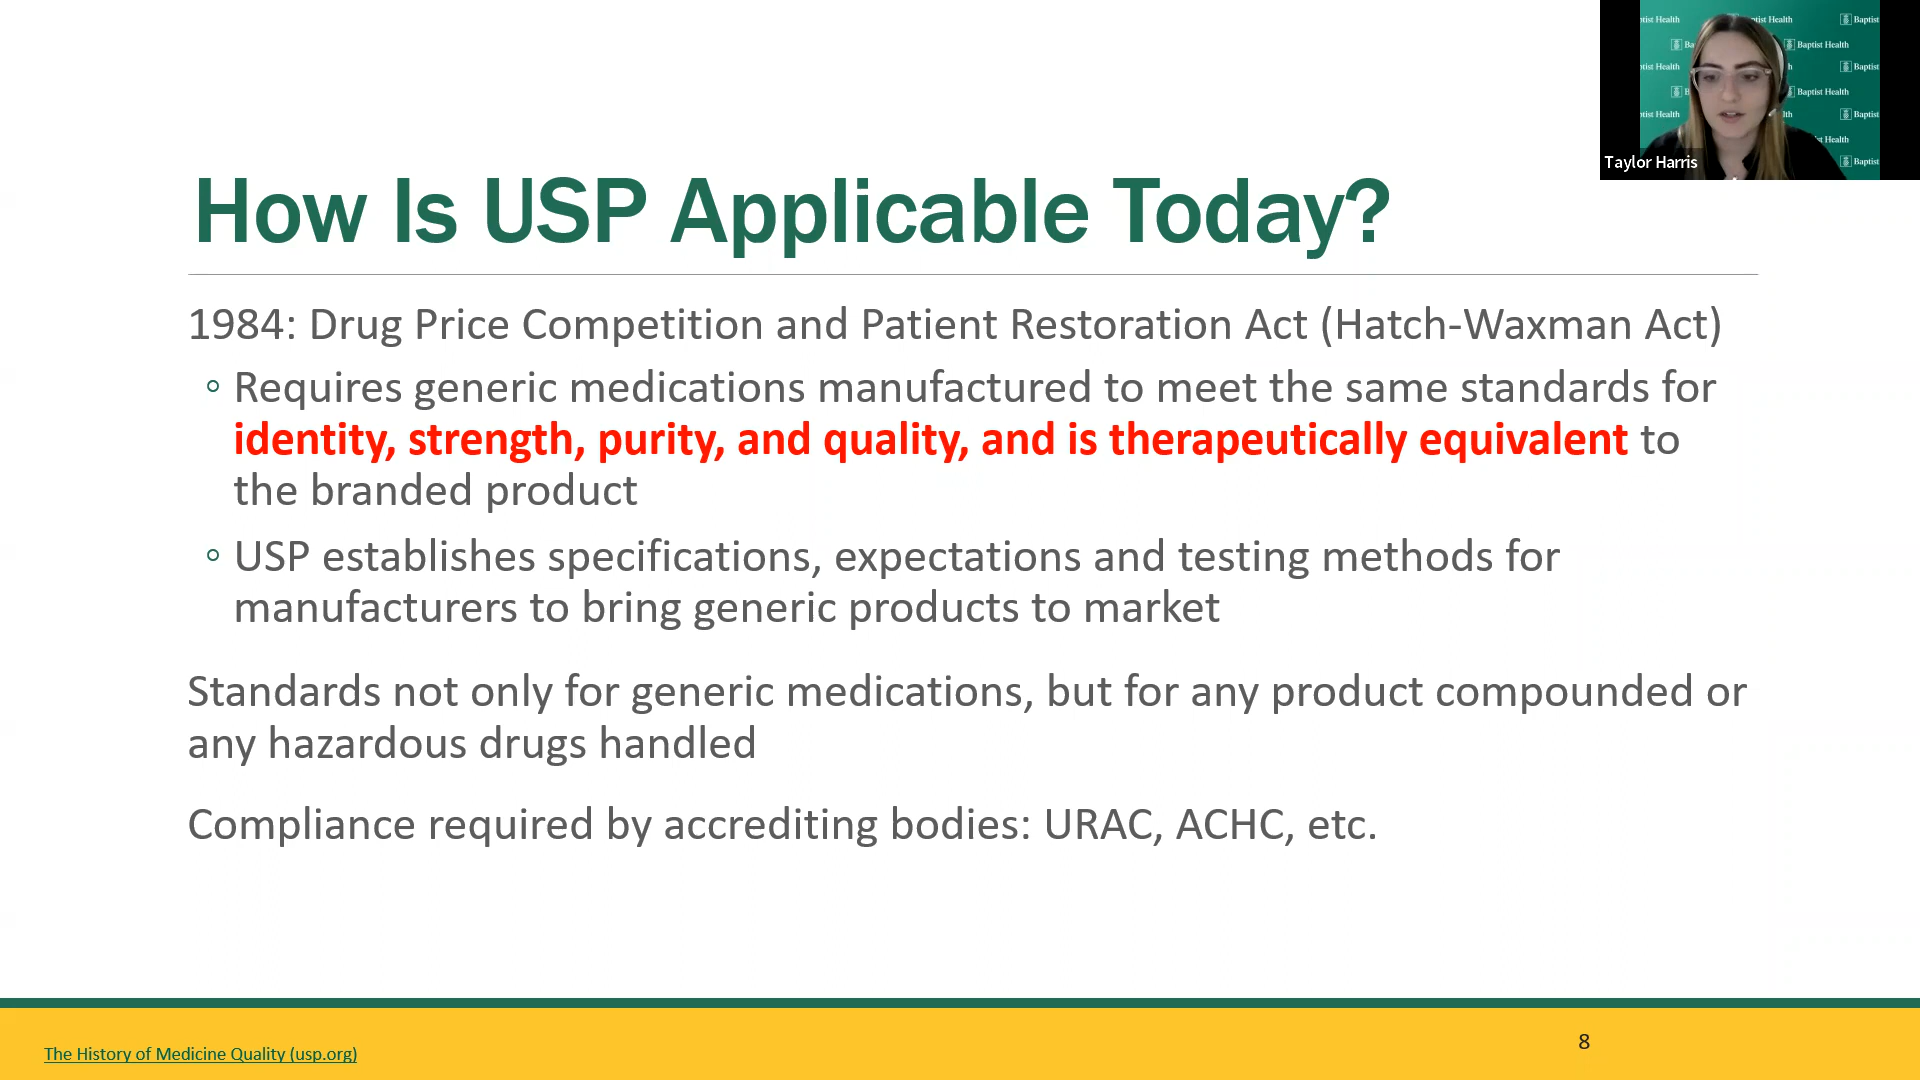 How Is USP Applicable Today?
1984: Drug Price Competition and Patient Restoration Act (Hatch-Waxman Act)
◦ Requires generic medications manufactured to meet the same standards for
identity, strength, purity, and quality, and is therapeutically equivalent to
the branded product
◦ USP establishes specifications, expectations and testing methods for
manufacturers to bring generic products to market
Standards not only for generic medications, but for any product compounded or
any hazardous drugs handled
Compliance required by accrediting bodies: URAC, ACHC, etc.
The History of Medicine Quality (usp.org)
8
Baptist Health
Baptist Health
Taylor Harris